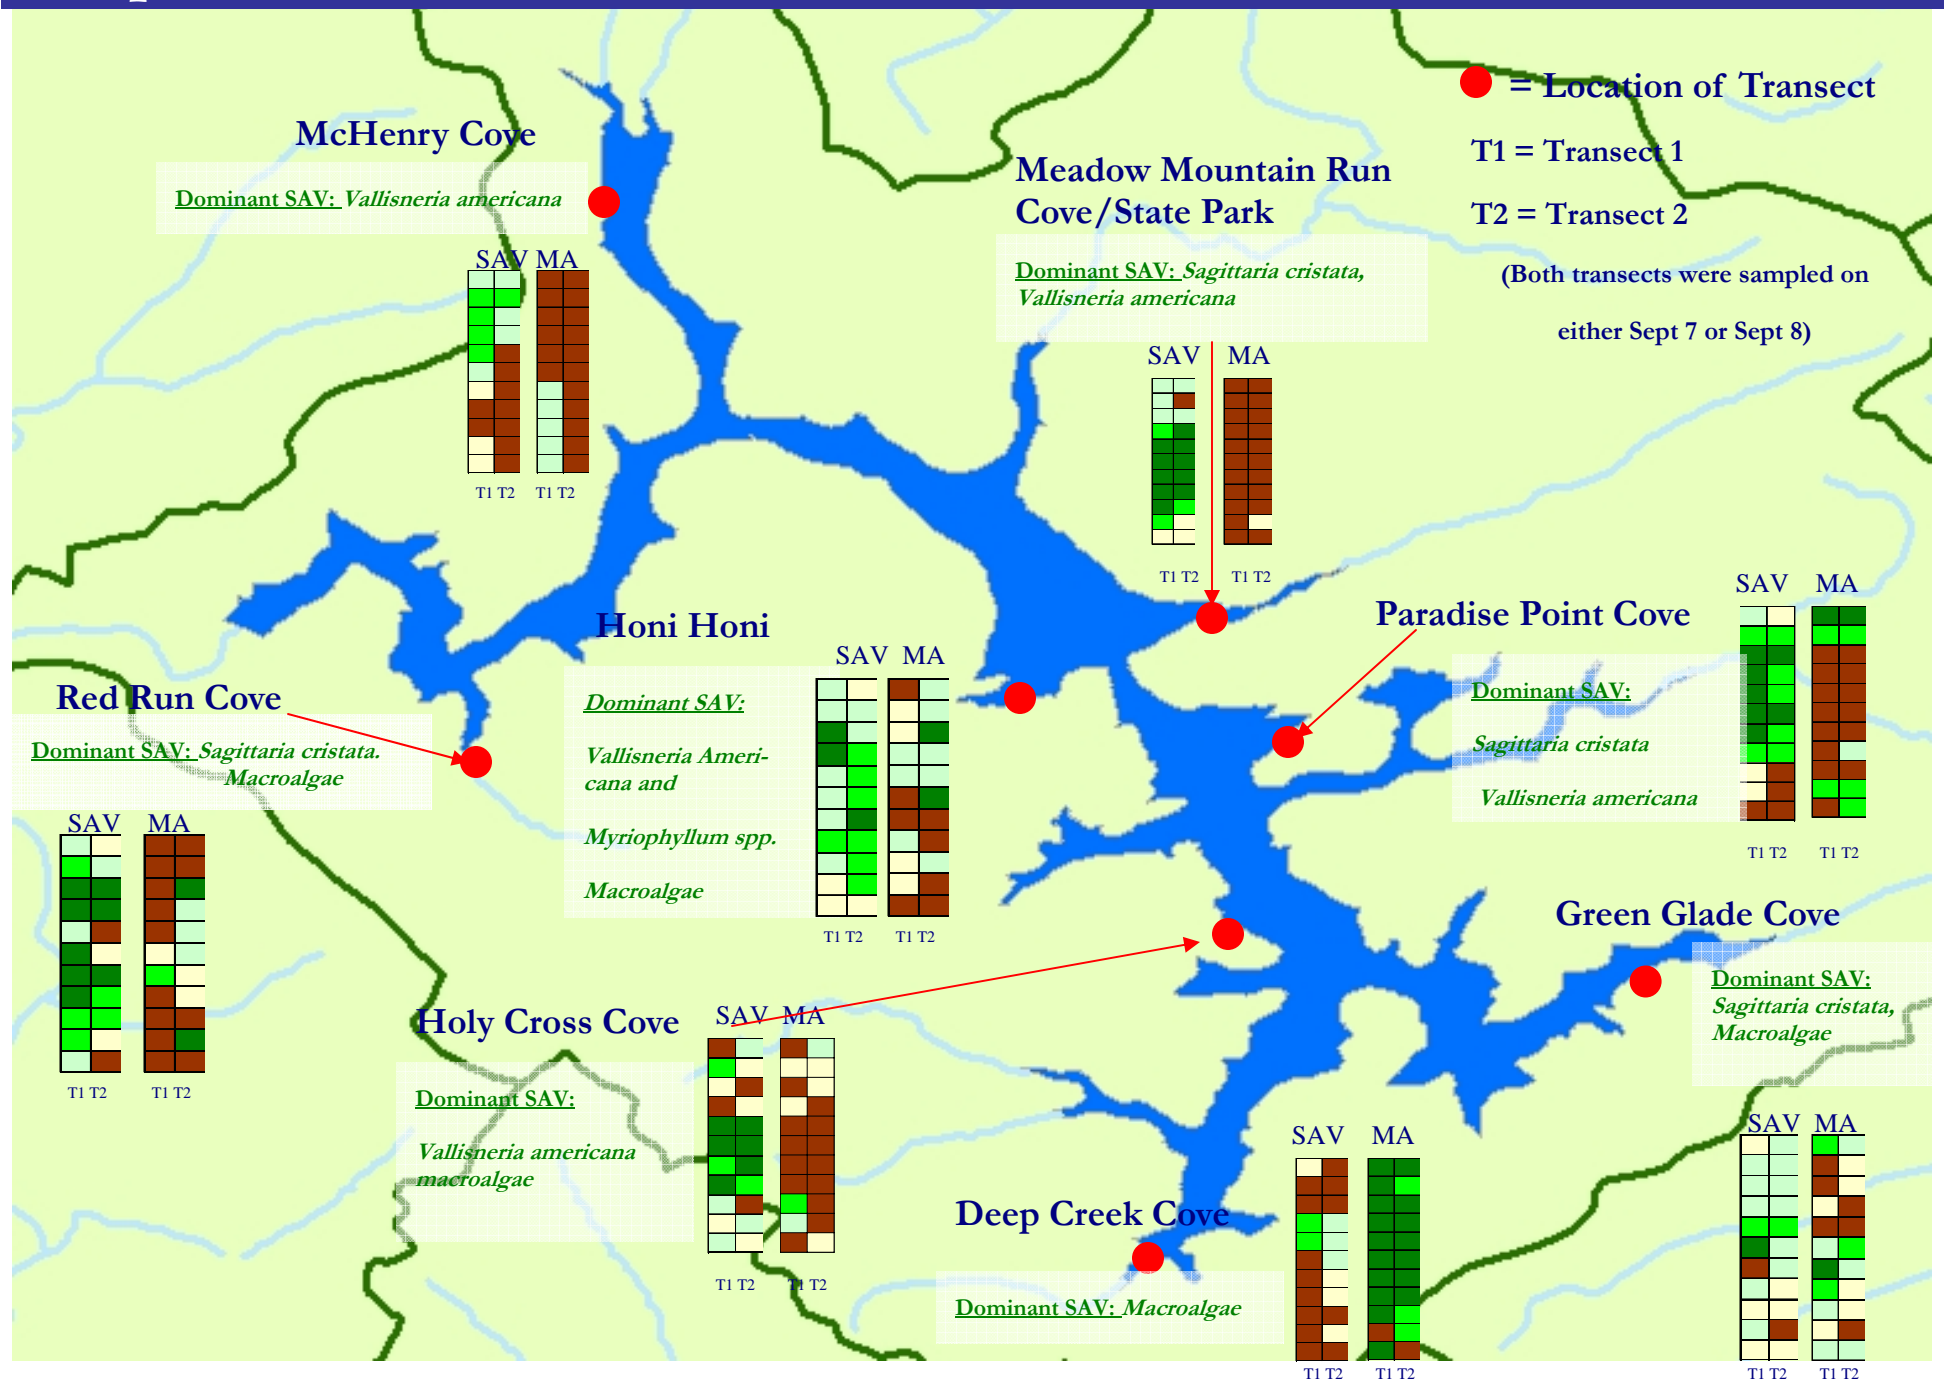 = Location of Transect
T1 = Transect 1
T2 = Transect 2
(Both transects were sampled on
either Sept 7 or Sept 8)
McHenry Cove
Dominant SAV: Vallisneria americana
SAV MA
T1 T2 T1 T2
Meadow Mountain Run
Cove/State Park
Dominant SAV: Sagittaria cristata,
Vallisneria americana
SAV MA
T1 T2 T1 T2
Honi Honi
Dominant SAV:
Vallisneria Ameri-
cana and
Myriophyllum spp.
Macroalgae
SAV MA
T1 T2 T1 T2
Paradise Point Cove
Dominant SAV:
Sagittaria cristata
Vallisneria americana
SAV MA
T1 T2 T1 T2
Red Run Cove
Dominant SAV: Sagittaria cristata.
Macroalgae
SAV MA
T1 T2 T1 T2
Green Glade Cove
Dominant SAV:
Sagittaria cristata,
Macroalgae
SAV MA
T1 T2 T1 T2
Holy Cross Cove
Dominant SAV:
Vallisneria americana
macroalgae
SAV MA
T1 T2 T1 T2
Deep Creek Cove
Dominant SAV: Macroalgae
SAV MA
T1 T2 T1 T2